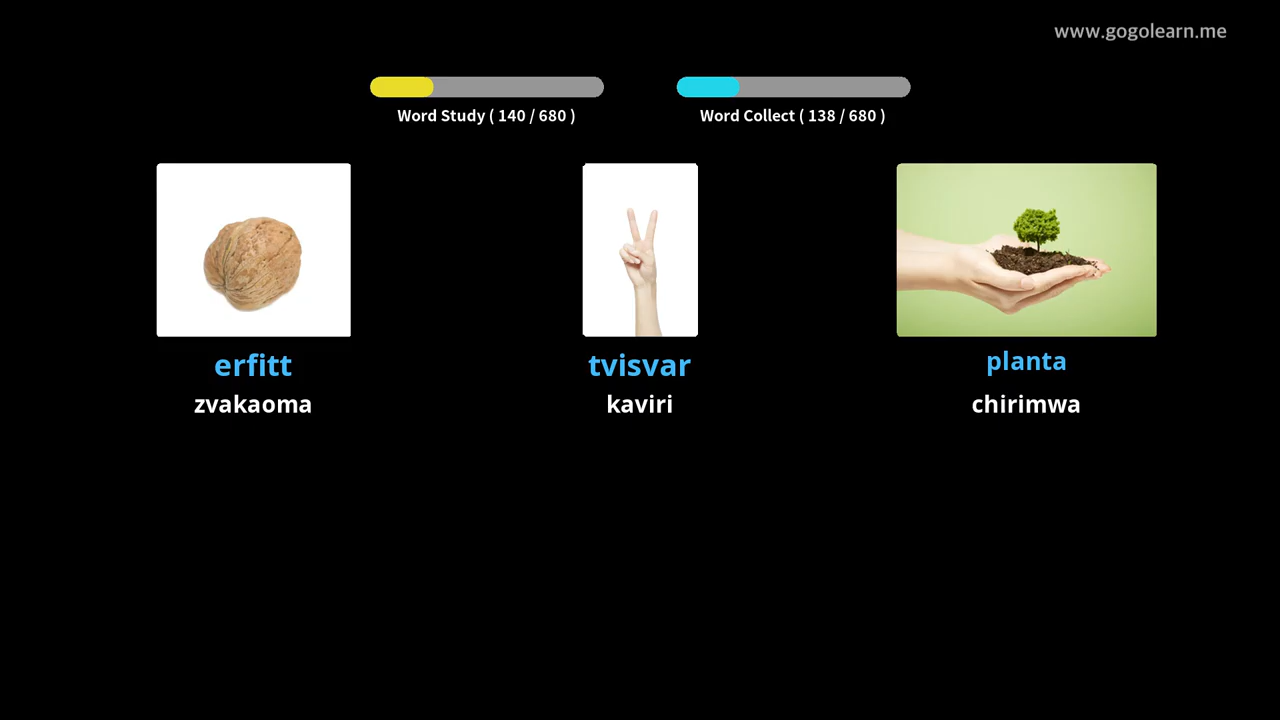 www.gogolearn.me
Word Study ( 140 / 680 )
Word Collect ( 138 / 680 )
erfitt
zvakaoma
tvisvar
kaviri
planta
chirimwa